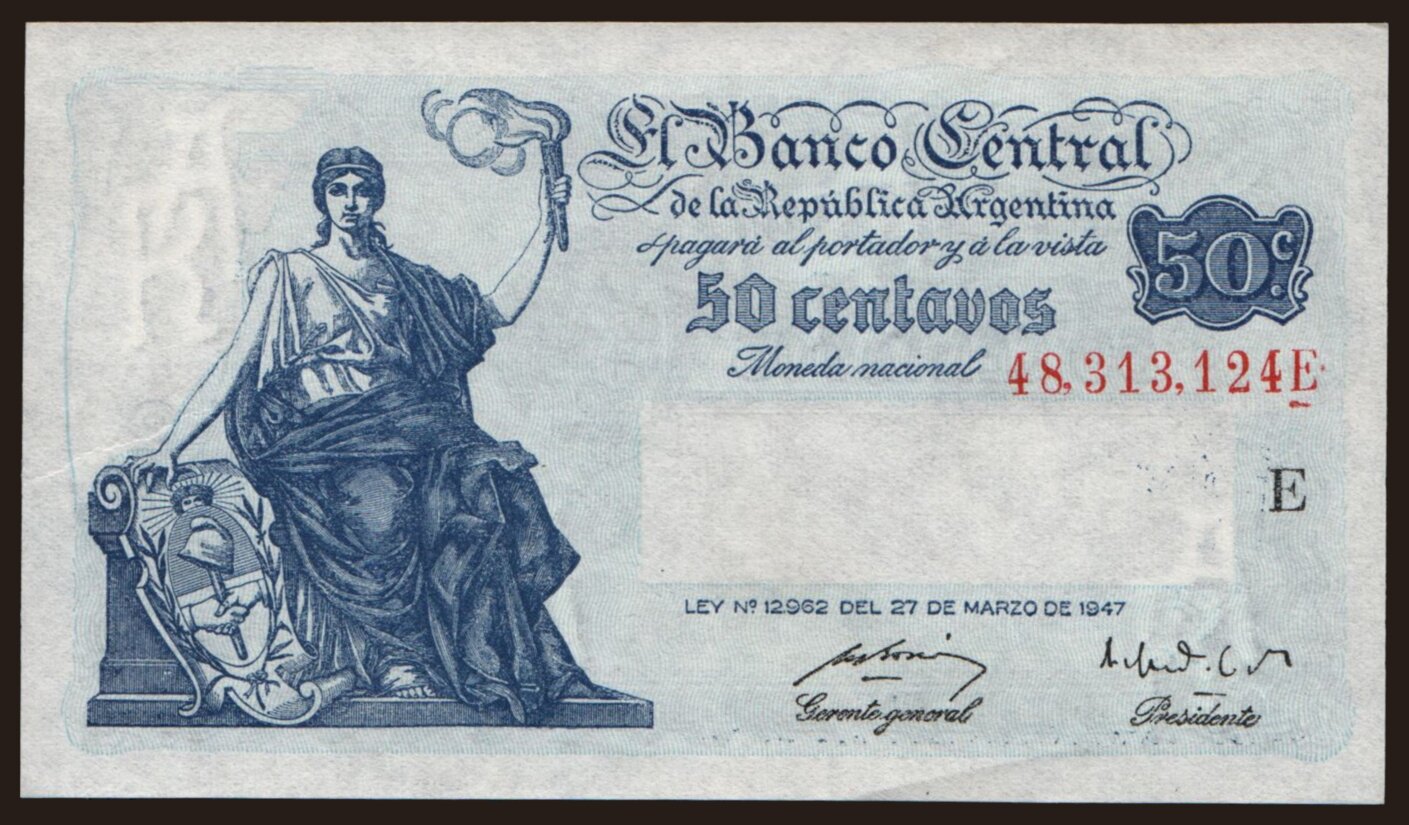 El Banco Central
de la República Argentina
pagará al portador y á la vista
50 centavos
50 c.
Moneda nacional
48,313,124E
E
LEY Nº 12962 DEL 27 DE MARZO DE 1947
Gerente general
Presidente